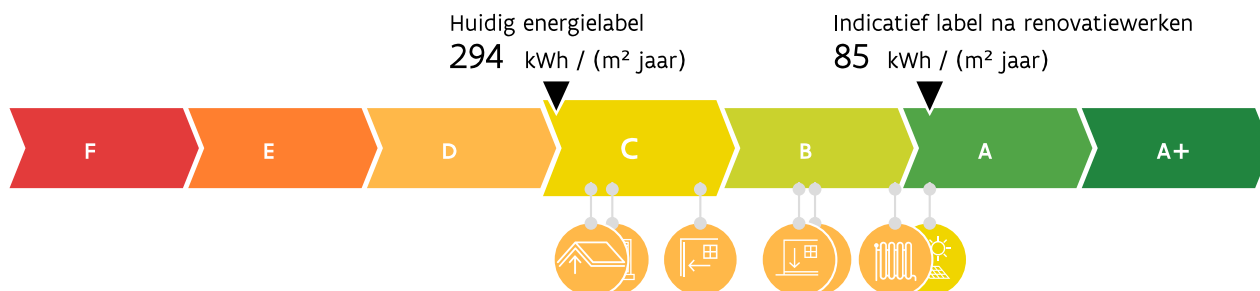 Huidig energielabel
294 kWh / (m² jaar)
Indicatief label na renovatiewerken
85 kWh / (m² jaar)
F
E
D
C
B
A
A+